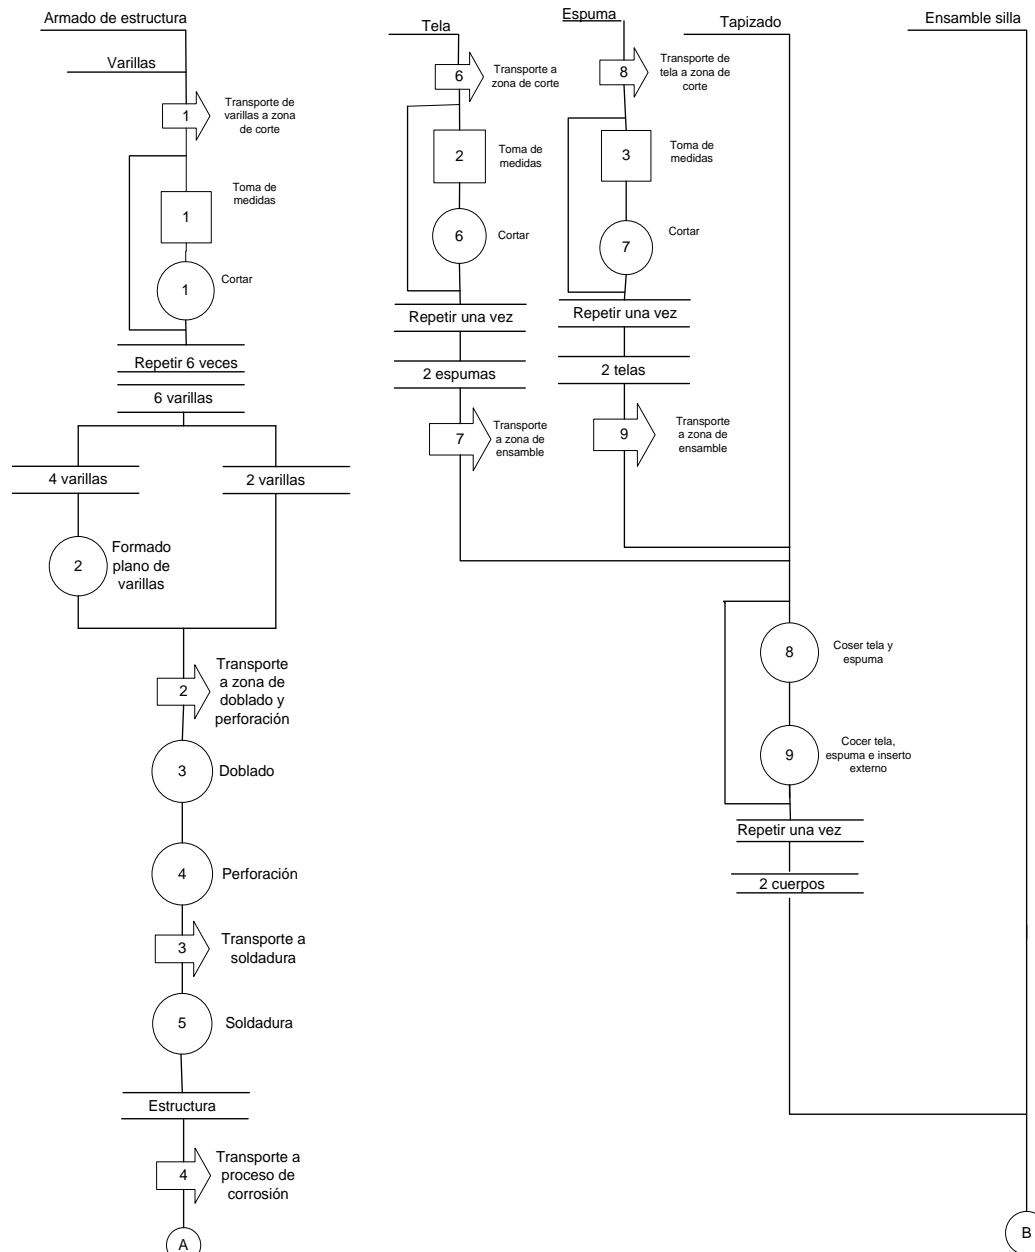 Armado de estructura
Varillas
1
Transporte de
varillas a zona
de corte
1
Toma de
medidas
1
Cortar
Repetir 6 veces
6 varillas
4 varillas
2 varillas
2
Formado
plano de
varillas
2
Transporte
a zona de
doblado y
perforación
3
Doblado
4
Perforación
3
Transporte a
soldadura
5
Soldadura
Estructura
4
Transporte a
proceso de
corrosión
A
Tela
6
Transporte a
zona de corte
2
Toma de
medidas
6
Cortar
Repetir una vez
2 espumas
7
Transporte
a zona de
ensamble
Espuma
8
Transporte de
tela a zona de
corte
3
Toma de
medidas
7
Cortar
Repetir una vez
2 telas
9
Transporte
a zona de
ensamble
Tapizado
8
Coser tela y
espuma
9
Cocer tela,
espuma e inserto
externo
Repetir una vez
2 cuerpos
Ensamble silla
B